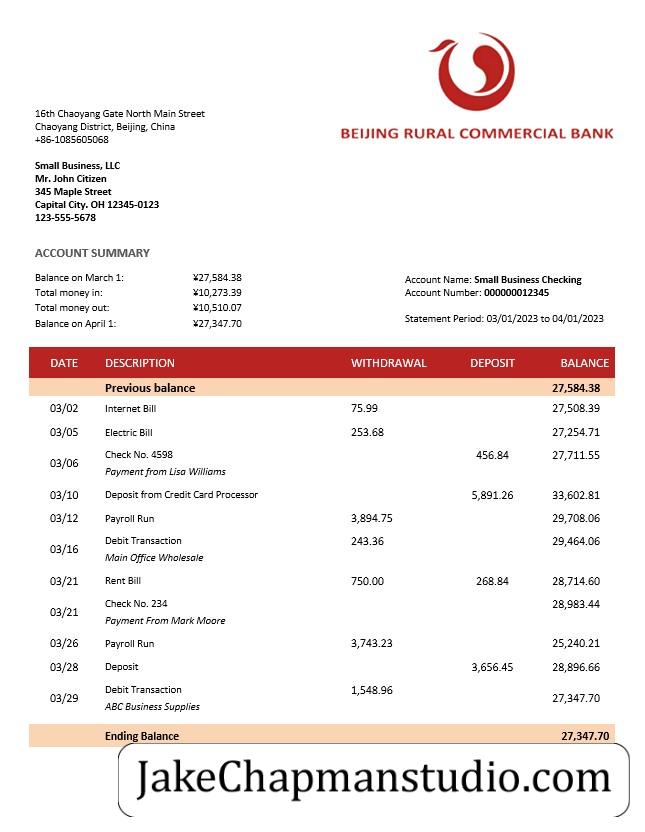 BEIJING RURAL COMMERCIAL BANK
16th Chaoyang Gate North Main Street
Chaoyang District, Beijing, China
+86-1085605068
Small Business, LLC
Mr. John Citizen
345 Maple Street
Capital City. OH 12345-0123
123-555-5678
ACCOUNT SUMMARY
Balance on March 1: ¥27,584.38
Total money in: ¥10,273.39
Total money out: ¥10,510.07
Balance on April 1: ¥27,347.70
Account Name: Small Business Checking
Account Number: 000000012345
Statement Period: 03/01/2023 to 04/01/2023
DATE DESCRIPTION WITHDRAWAL DEPOSIT BALANCE
Previous balance 27,584.38
03/02 Internet Bill 75.99 27,508.39
03/05 Electric Bill 253.68 27,254.71
03/06 Check No. 4598 456.84 27,711.55
Payment from Lisa Williams
03/10 Deposit from Credit Card Processor 5,891.26 33,602.81
03/12 Payroll Run 3,894.75 29,708.06
03/16 Debit Transaction 243.36 29,464.06
Main Office Wholesale
03/21 Rent Bill 750.00 268.84 28,714.60
03/21 Check No. 234 28,983.44
Payment From Mark Moore
03/26 Payroll Run 3,743.23 25,240.21
03/28 Deposit 3,656.45 28,896.66
03/29 Debit Transaction 1,548.96 27,347.70
ABC Business Supplies
Ending Balance 27,347.70
JakeChapmanstudio.com